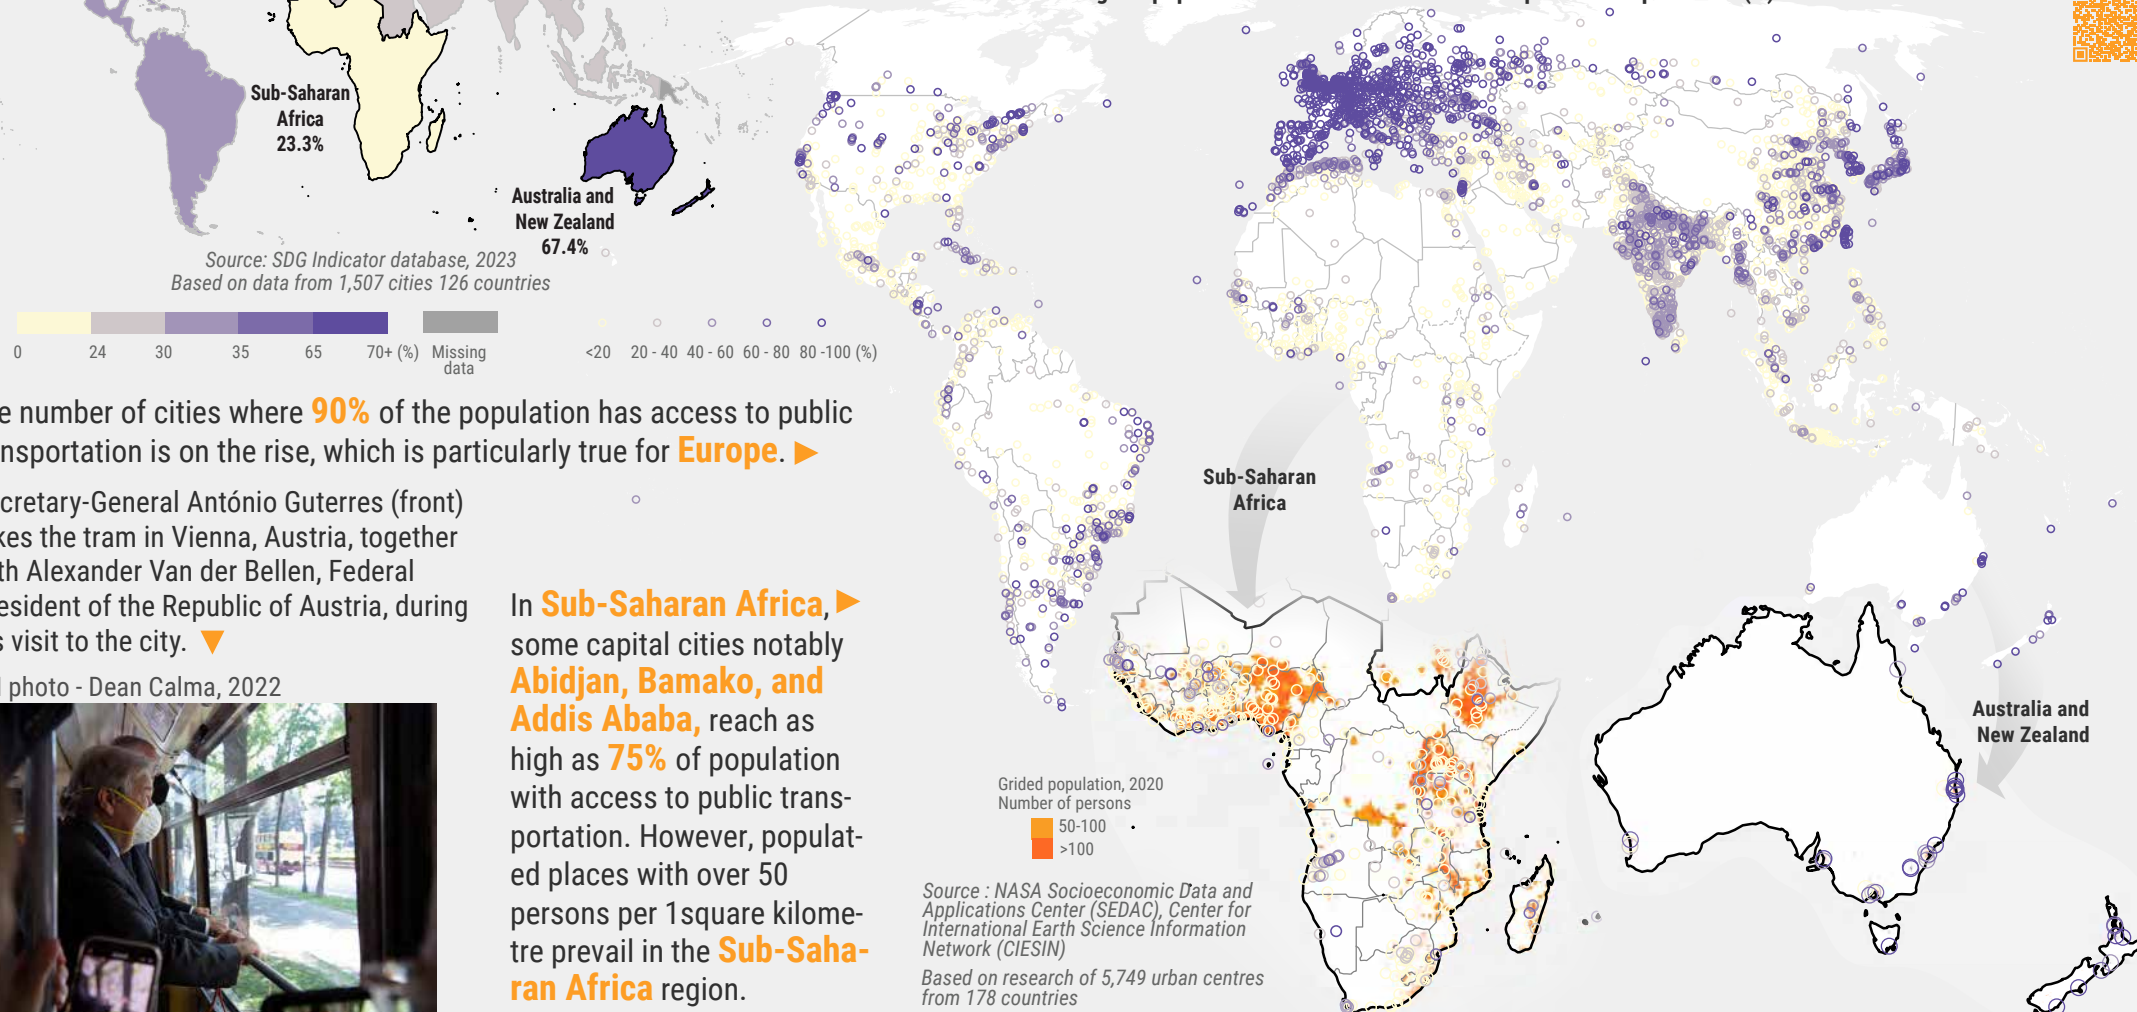 Sub-Saharan
Africa
23.3%
Australia and
New Zealand
67.4%
Source: SDG Indicator database, 2023
Based on data from 1,507 cities 126 countries
0 24 30 35 65 70+ (%) Missing
data
<20 20 - 40 40 - 60 60 - 80 80 -100 (%)
e number of cities where 90% of the population has access to public
nsportation is on the rise, which is particularly true for Europe.
cretary-General António Guterres (front)
kes the tram in Vienna, Austria, together
th Alexander Van der Bellen, Federal
esident of the Republic of Austria, during
s visit to the city.
photo - Dean Calma, 2022
In Sub-Saharan Africa,
some capital cities notably
Abidjan, Bamako, and
Addis Ababa, reach as
high as 75% of population
with access to public trans-
portation. However, populat-
ed places with over 50
persons per 1square kilome-
tre prevail in the Sub-Saha-
ran Africa region.
Sub-Saharan
Africa
Australia and
New Zealand
Grided population, 2020
Number of persons
50-100
>100
Source : NASA Socioeconomic Data and
Applications Center (SEDAC), Center for
International Earth Science Information
Network (CIESIN)
Based on research of 5,749 urban centres
from 178 countries